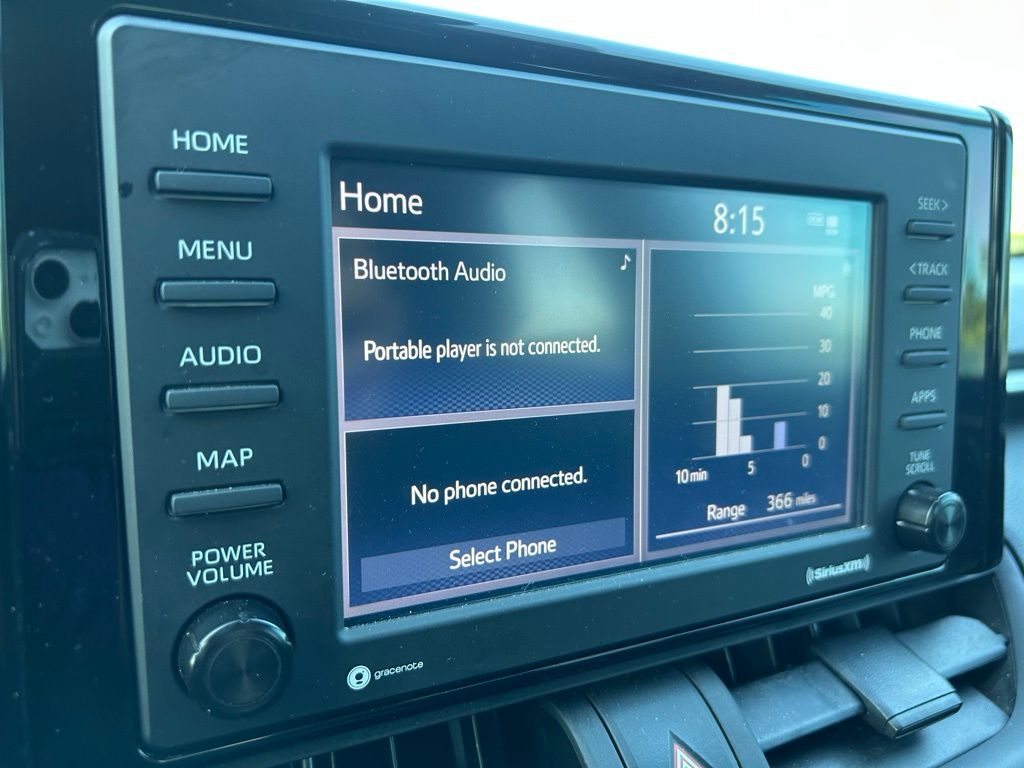 HOME
MENU
AUDIO
MAP
POWER
VOLUME
Home
8:15
Bluetooth Audio
Portable player is not connected.
No phone connected.
Select Phone
MPG
40
30
20
10
0
10 min
5
0
Range 366 miles
SEEK >
< TRACK
PHONE
APPS
TUNE
SCROLL
gracenote
SiriusXM